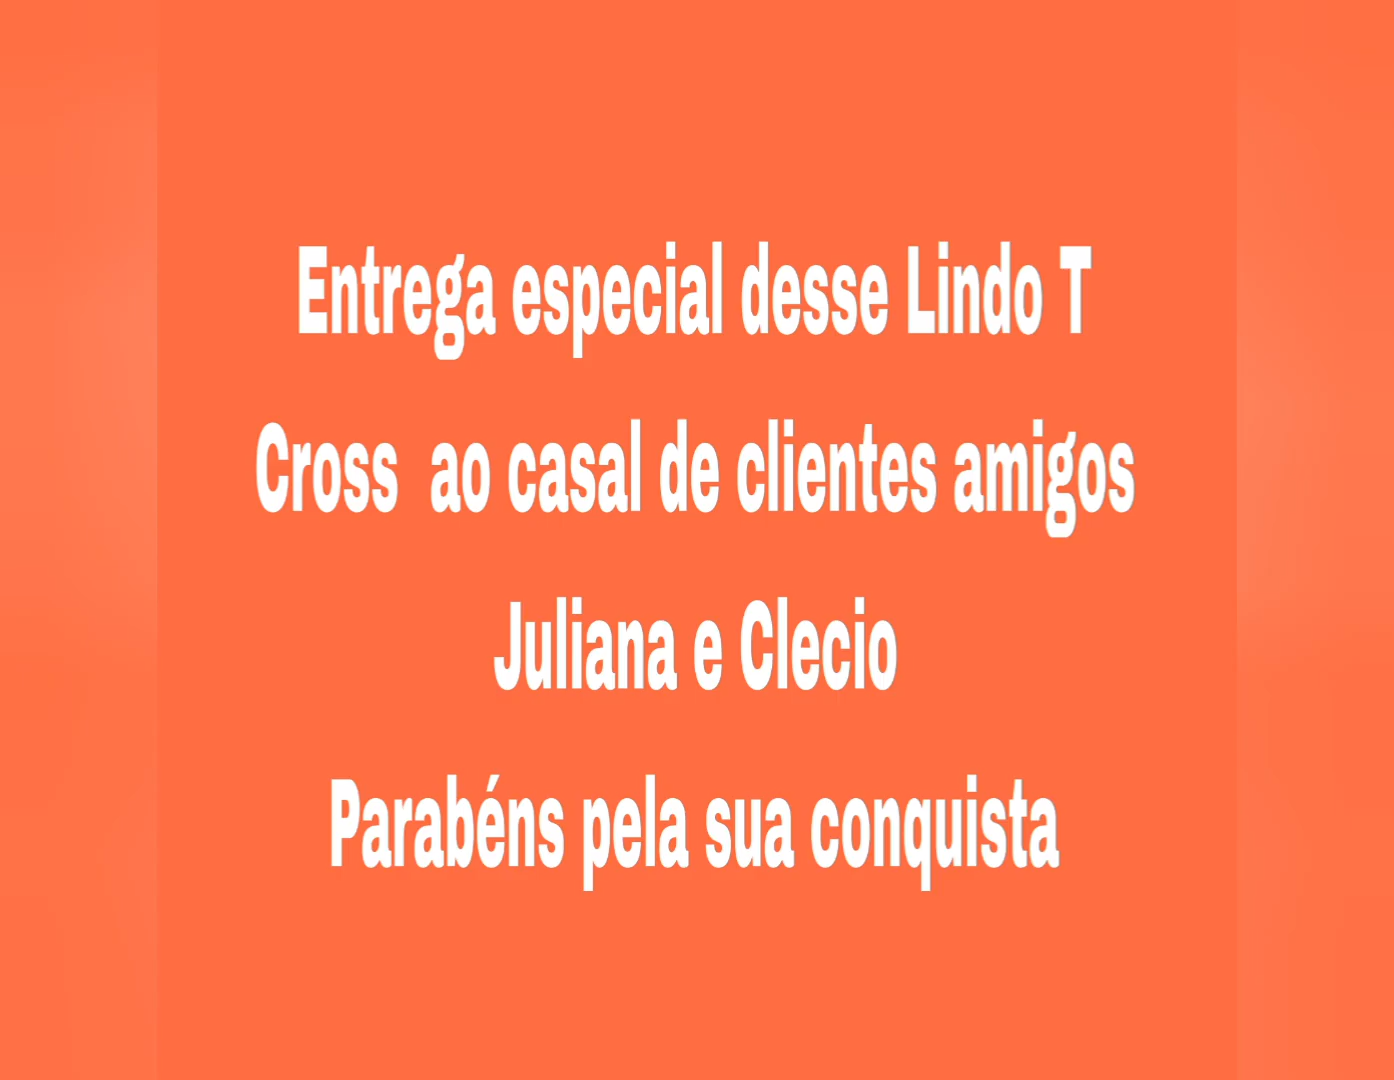 Entrega especial desse Lindo T
Cross  ao casal de clientes amigos
Juliana e Clecio
Parabéns pela sua conquista